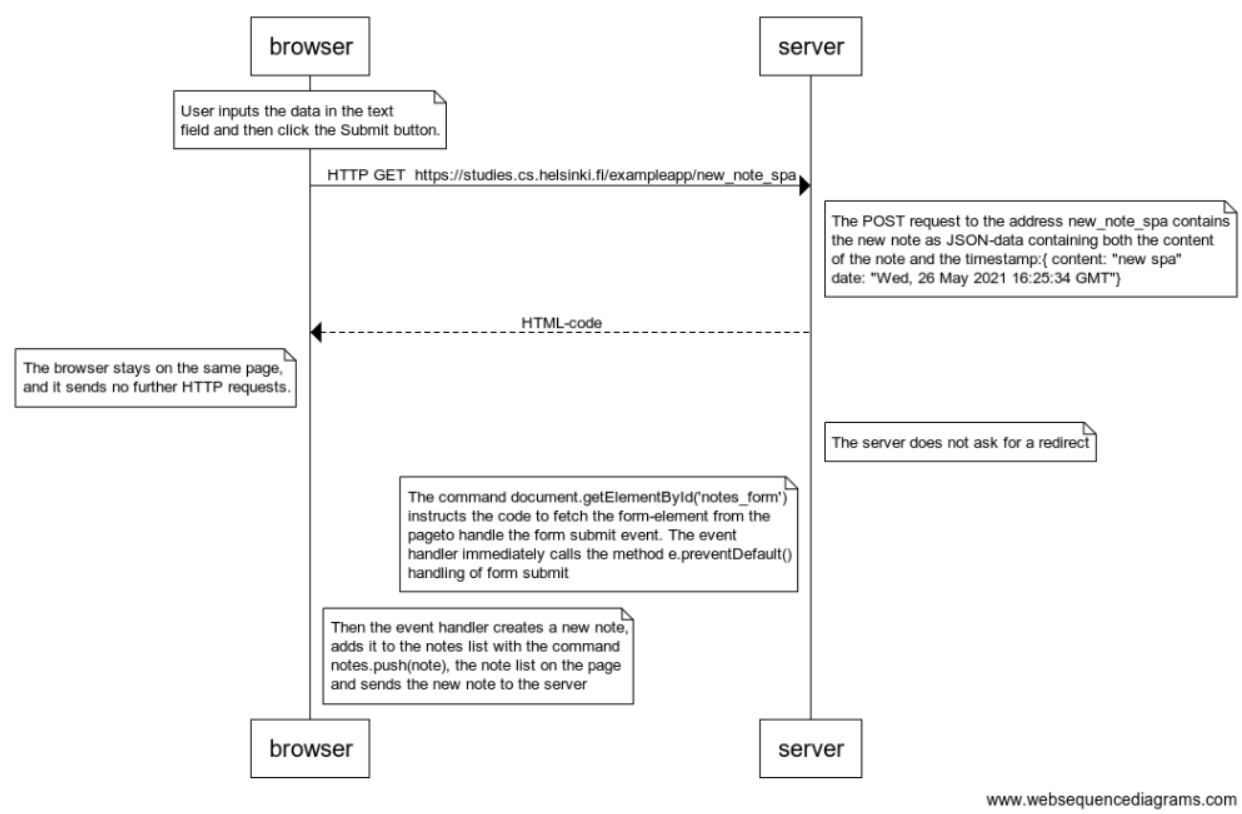 browser
server
User inputs the data in the text
field and then click the Submit button.
HTTP GET https://studies.cs.helsinki.fi/exampleapp/new_note_spa
The POST request to the address new_note_spa contains
the new note as JSON-data containing both the content
of the note and the timestamp:{ content: "new spa"
date: "Wed, 26 May 2021 16:25:34 GMT"}
HTML-code
The browser stays on the same page,
and it sends no further HTTP requests.
The server does not ask for a redirect
The command document.getElementById('notes_form')
instructs the code to fetch the form-element from the
pageto handle the form submit event. The event
handler immediately calls the method e.preventDefault()
handling of form submit
Then the event handler creates a new note,
adds it to the notes list with the command
notes.push(note), the note list on the page
and sends the new note to the server
browser
server
www.websequencediagrams.com